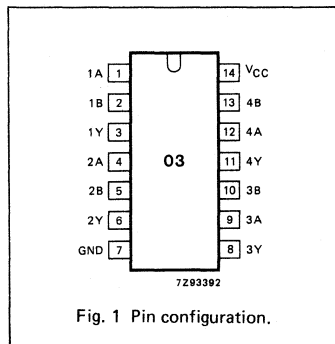 1A 1 14 VCC
1B 2 13 4B
1Y 3 12 4A
2A 4 03 11 4Y
2B 5 10 3B
2Y 6 9 3A
GND 7 8 3Y
7Z93392
Fig. 1 Pin configuration.